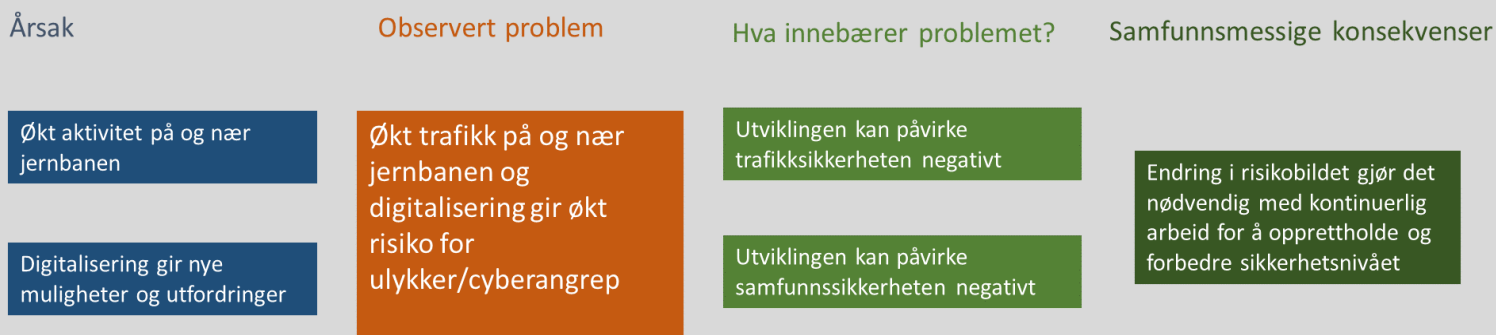 Årsak
Observert problem
Hva innebærer problemet?
Samfunnsmessige konsekvenser
Økt aktivitet på og nær
jernbanen
Digitalisering gir nye
muligheter og utfordringer
Økt trafikk på og nær
jernbanen og
digitalisering gir økt
risiko for
ulykker/cyberangrep
Utviklingen kan påvirke
trafikksikkerheten negativt
Utviklingen kan påvirke
samfunnssikkerheten negativt
Endring i risikobildet gjør det
nødvendig med kontinuerlig
arbeid for å opprettholde og
forbedre sikkerhetsnivået